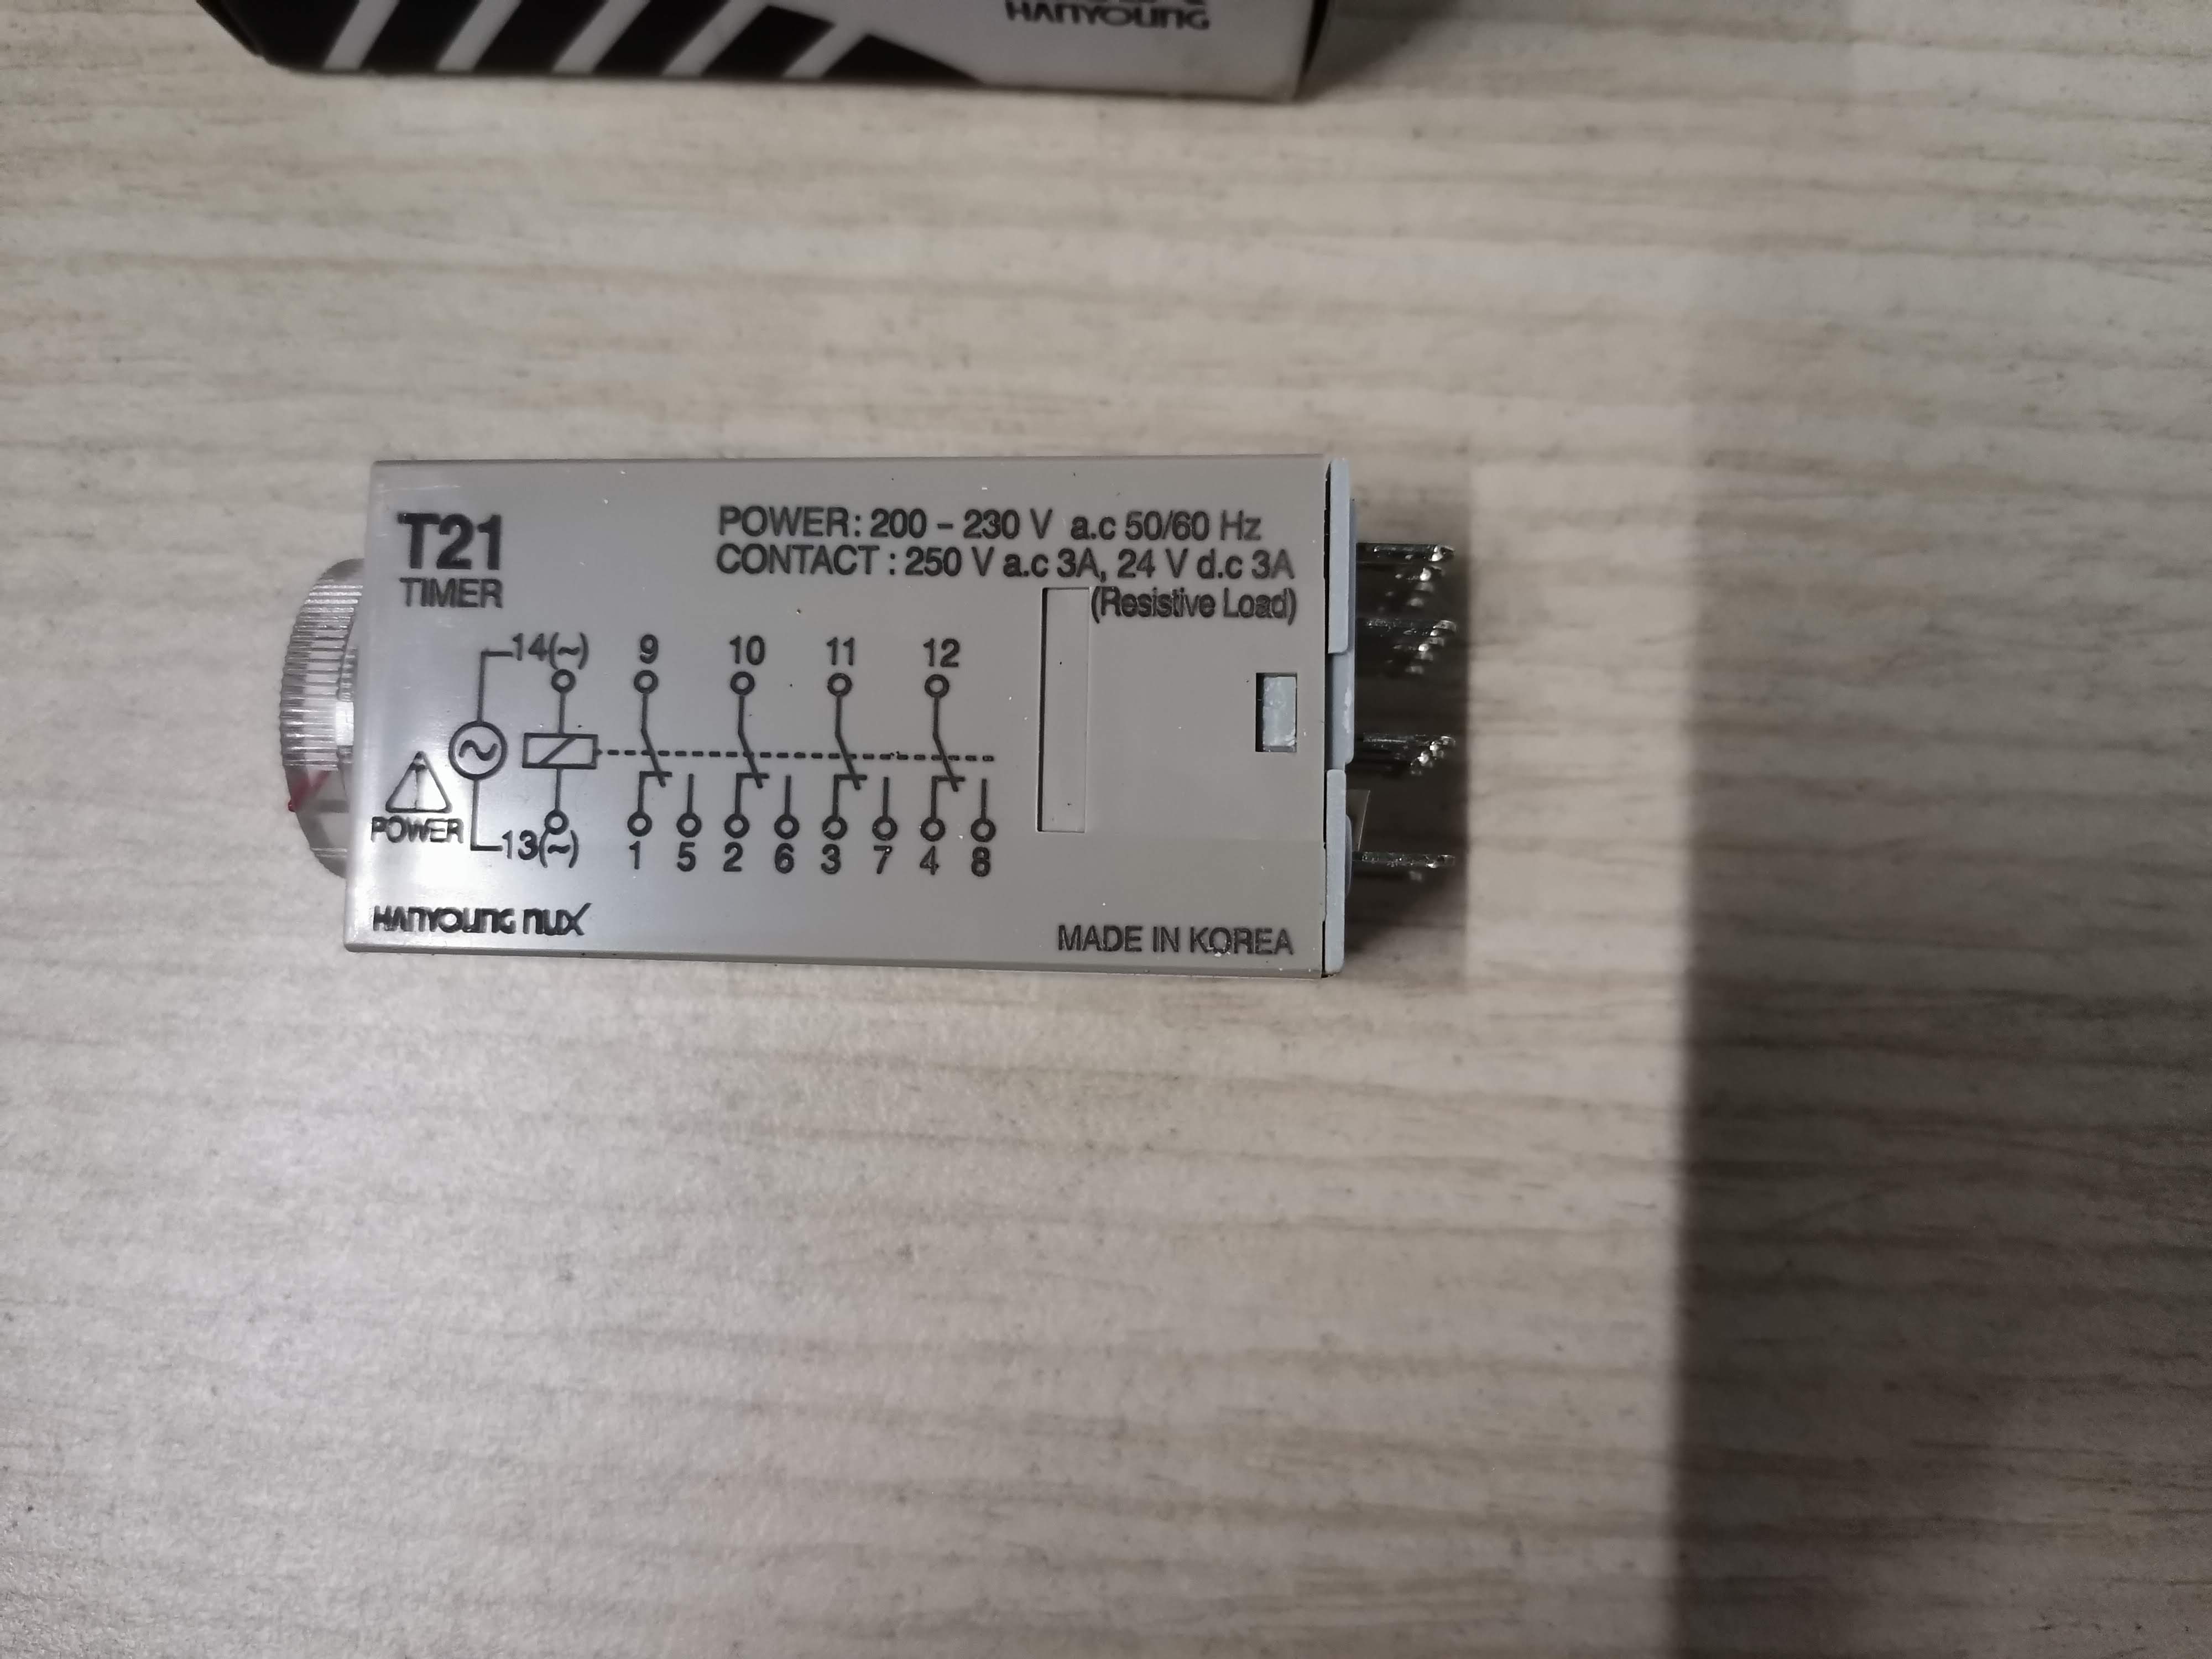 HANYOUNG
T21
TIMER
POWER: 200 - 230 V a.c 50/60 Hz
CONTACT : 250 V a.c 3A, 24 V d.c 3A
(Resistive Load)
14(~) 9 10 11 12
POWER
13(~) 1 5 2 6 3 7 4 8
HANYOUNG NUX
MADE IN KOREA